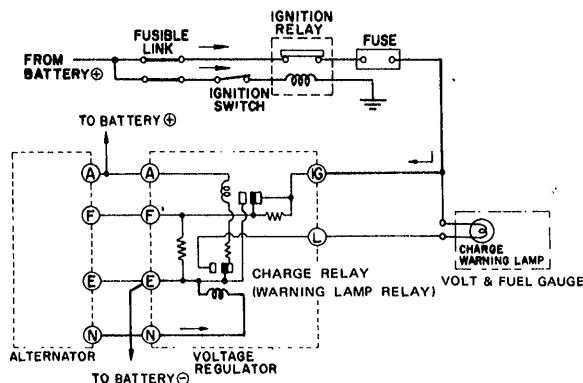 IGNITION
RELAY
FUSIBLE
LINK
FUSE
FROM
BATTERY⊕
IGNITION
SWITCH
TO BATTERY⊕
A A IG
F F
L
CHARGE
WARNING LAMP
VOLT & FUEL GAUGE
E E
CHARGE RELAY
(WARNING LAMP RELAY)
N N
ALTERNATOR
VOLTAGE
REGULATOR
TO BATTERY⊖